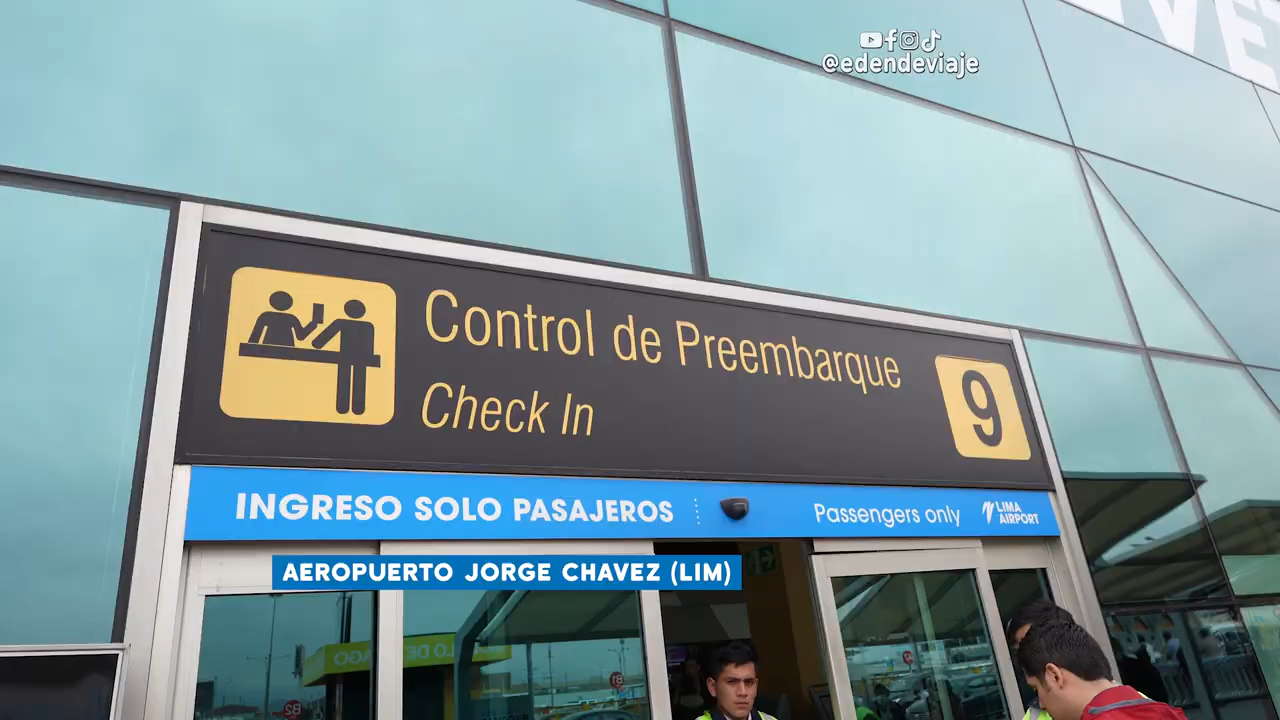 @edendeviaje
Control de Preembarque
Check In
9
INGRESO SOLO PASAJEROS
Passengers only
LIMA
AIRPORT
AEROPUERTO JORGE CHAVEZ (LIM)